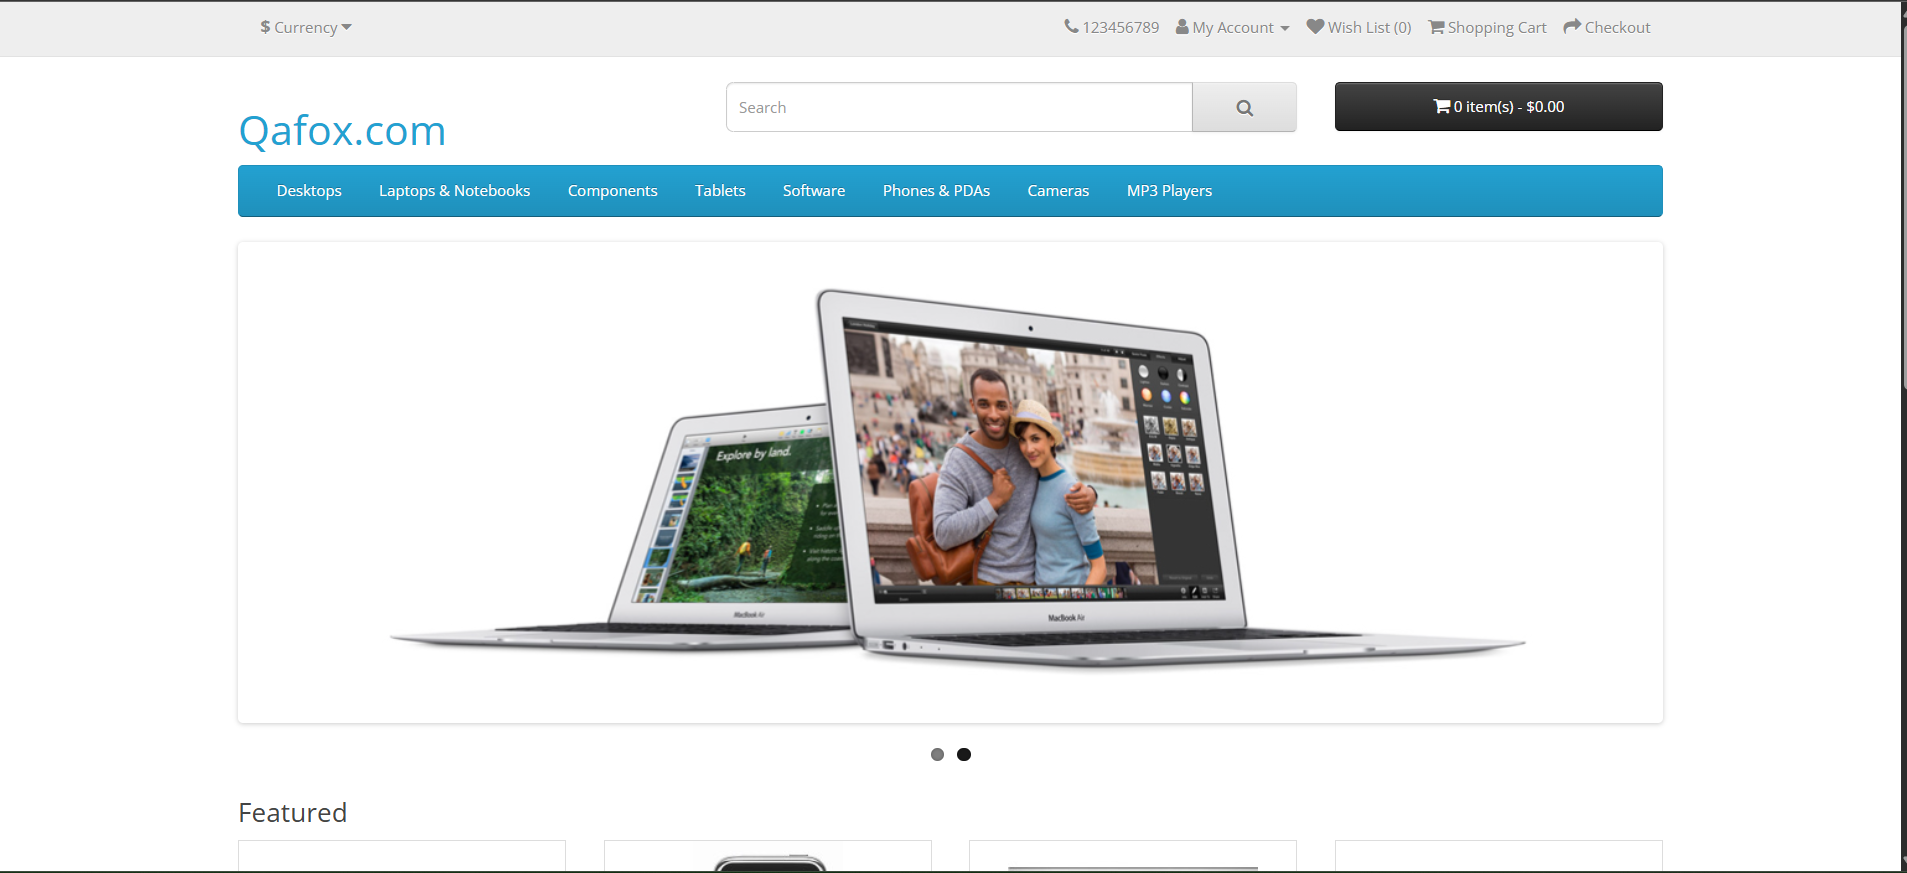 $ Currency
123456789 My Account Wish List (0) Shopping Cart Checkout
Qafox.com
Search
0 item(s) - $0.00
Desktops Laptops & Notebooks Components Tablets Software Phones & PDAs Cameras MP3 Players
Explore by land.
MacBook Air
MacBook Air
Featured